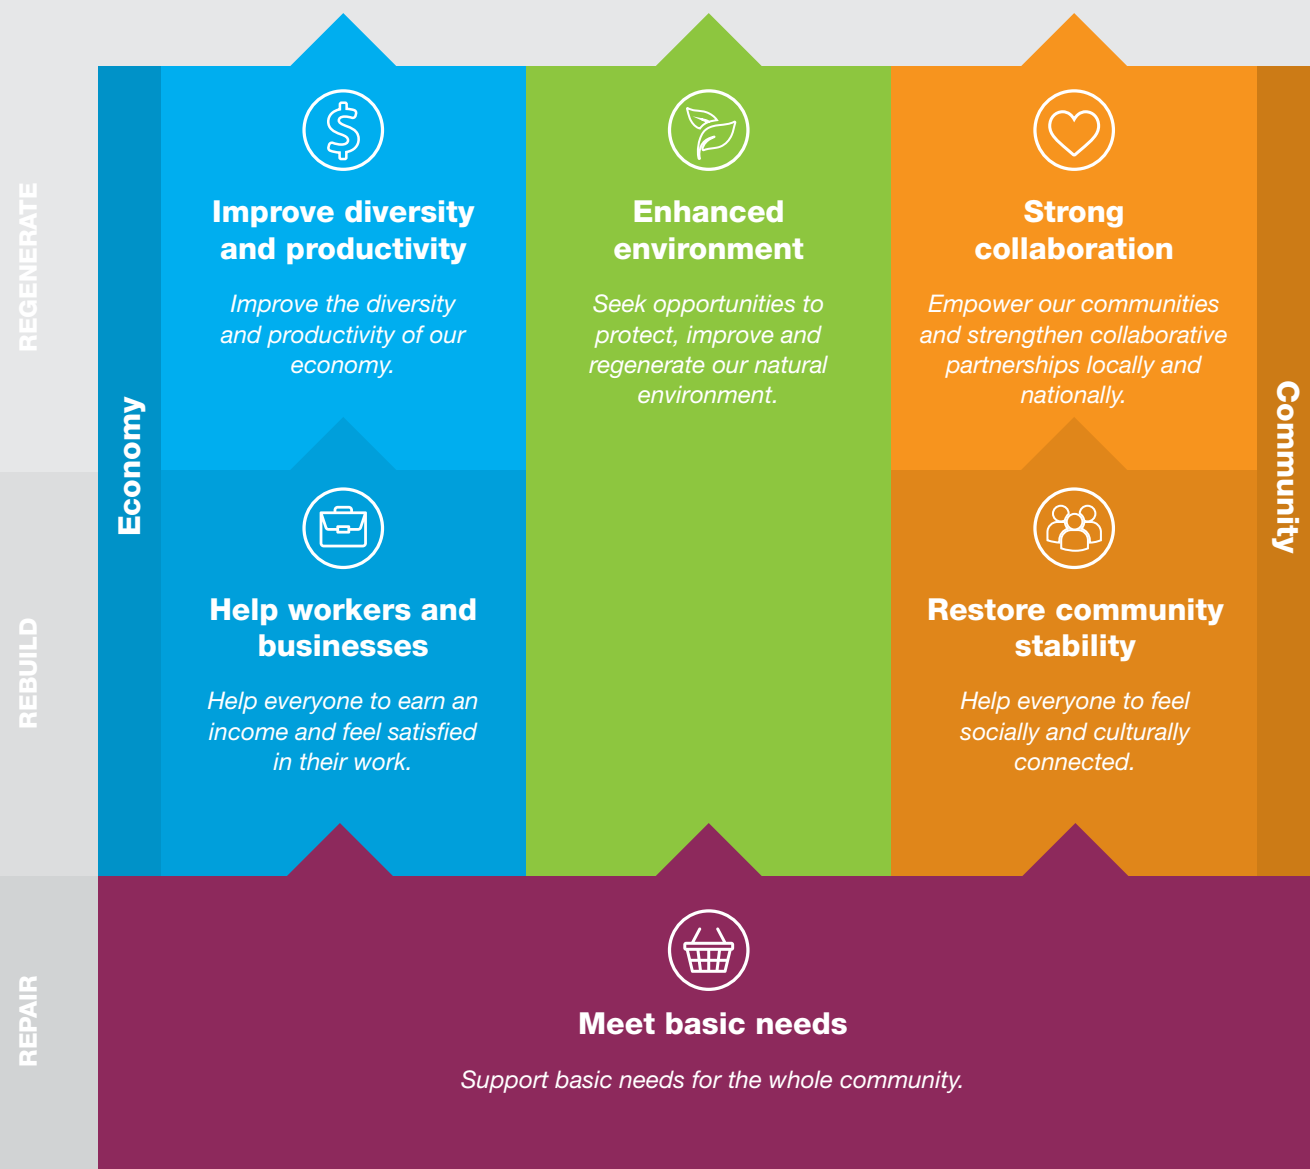 REGENERATE
Economy
Improve diversity
and productivity
Improve the diversity
and productivity of our
economy.
Enhanced
environment
Seek opportunities to
protect, improve and
regenerate our natural
environment.
Strong
collaboration
Empower our communities
and strengthen collaborative
partnerships locally and
nationally.
Community
REBUILD
Help workers and
businesses
Help everyone to earn an
income and feel satisfied
in their work.
Restore community
stability
Help everyone to feel
socially and culturally
connected.
REPAIR
Meet basic needs
Support basic needs for the whole community.